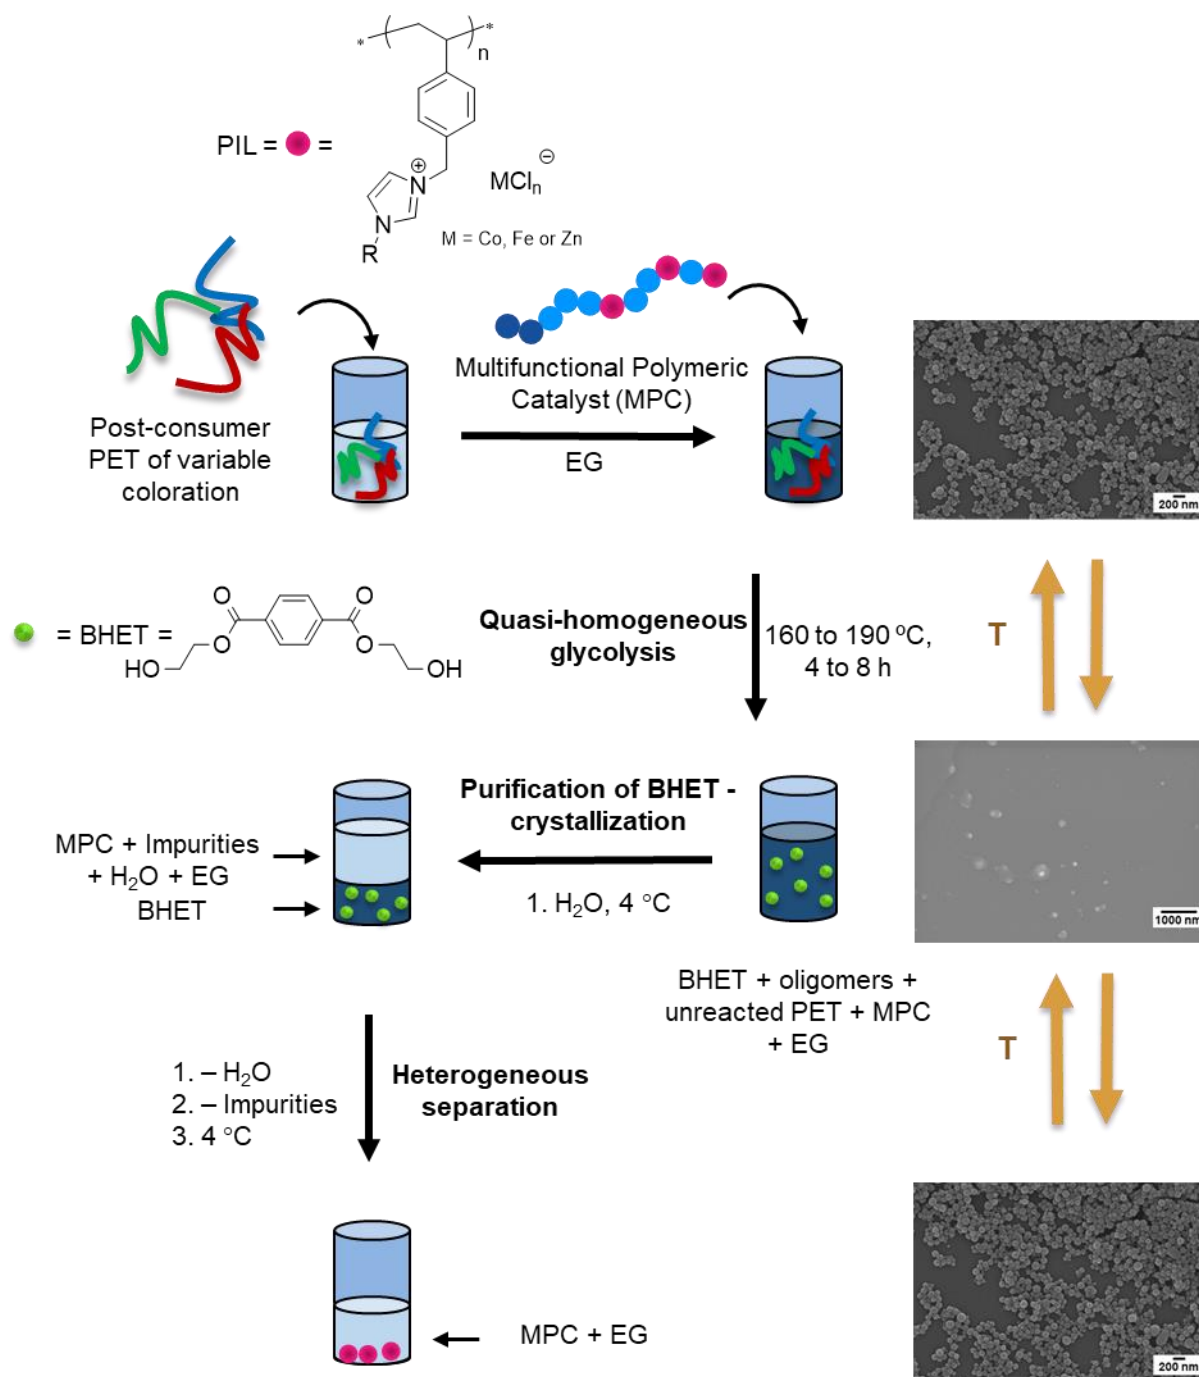 * * n
PIL = =
N
⊕
MClₙ ⊖
N
R
M = Co, Fe or Zn
Post-consumer
PET of variable
coloration
Multifunctional Polymeric
Catalyst (MPC)
EG
200 nm
= BHET =
O O
O O
HO OH
Quasi-homogeneous
glycolysis
160 to 190 °C,
4 to 8 h
T
Purification of BHET -
crystallization
1. H₂O, 4 °C
MPC + Impurities
+ H₂O + EG
BHET
1000 nm
BHET + oligomers +
unreacted PET + MPC
+ EG
T
1. – H₂O
2. – Impurities
3. 4 °C
Heterogeneous
separation
MPC + EG
200 nm